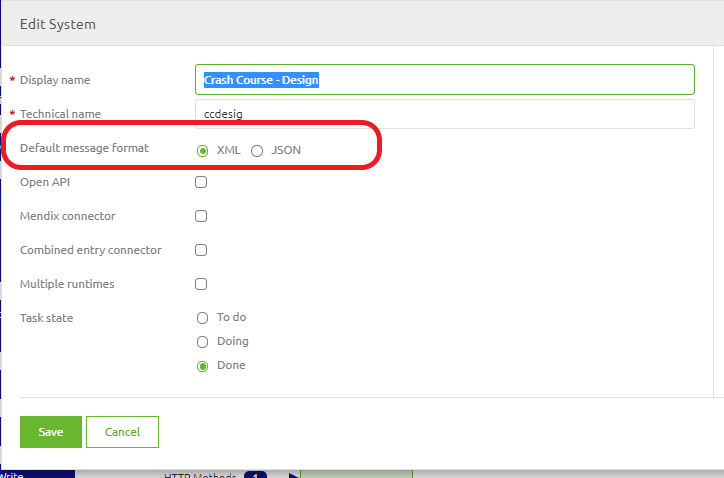 Edit System
* Display name Crash Course - Design
* Technical name ccdesig
Default message format XML JSON
Open API
Mendix connector
Combined entry connector
Multiple runtimes
Task state To do
Doing
Done
Save Cancel
Write HTTP Methods 1